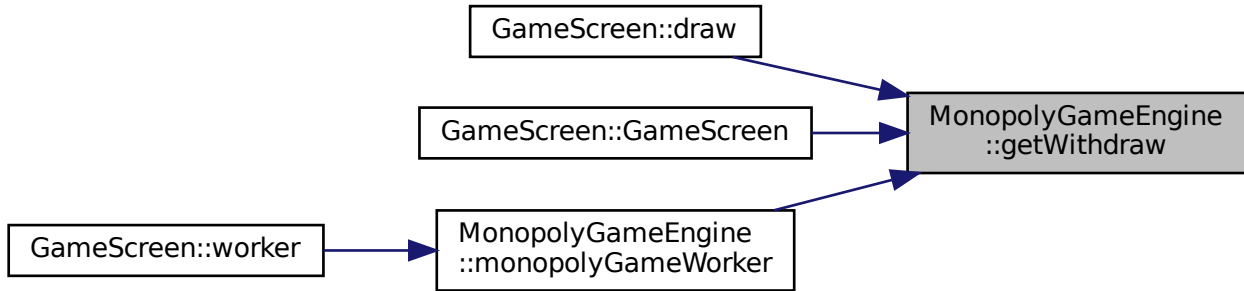 GameScreen::draw
GameScreen::GameScreen
MonopolyGameEngine
::getWithdraw
GameScreen::worker
MonopolyGameEngine
::monopolyGameWorker